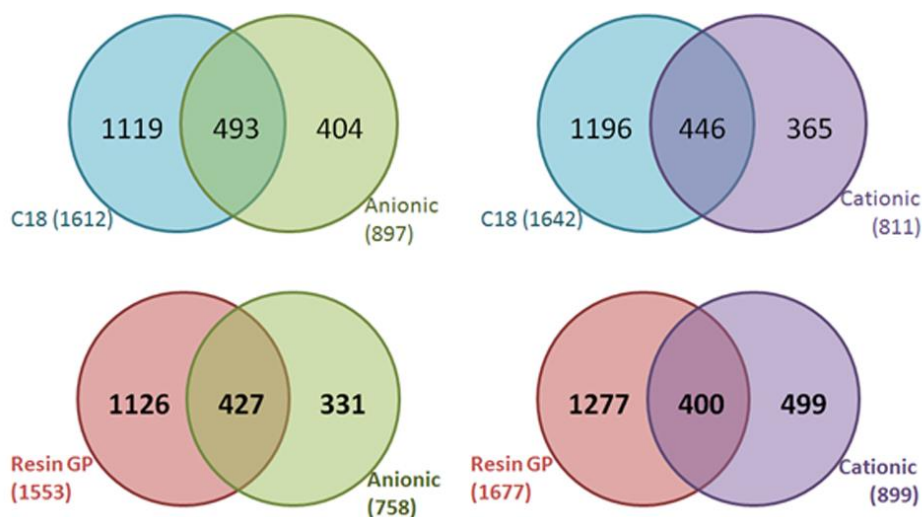 1119 493 404
C18 (1612)
Anionic
(897)
1196 446 365
C18 (1642)
Cationic
(811)
1126 427 331
Resin GP
(1553)
Anionic
(758)
1277 400 499
Resin GP
(1677)
Cationic
(899)